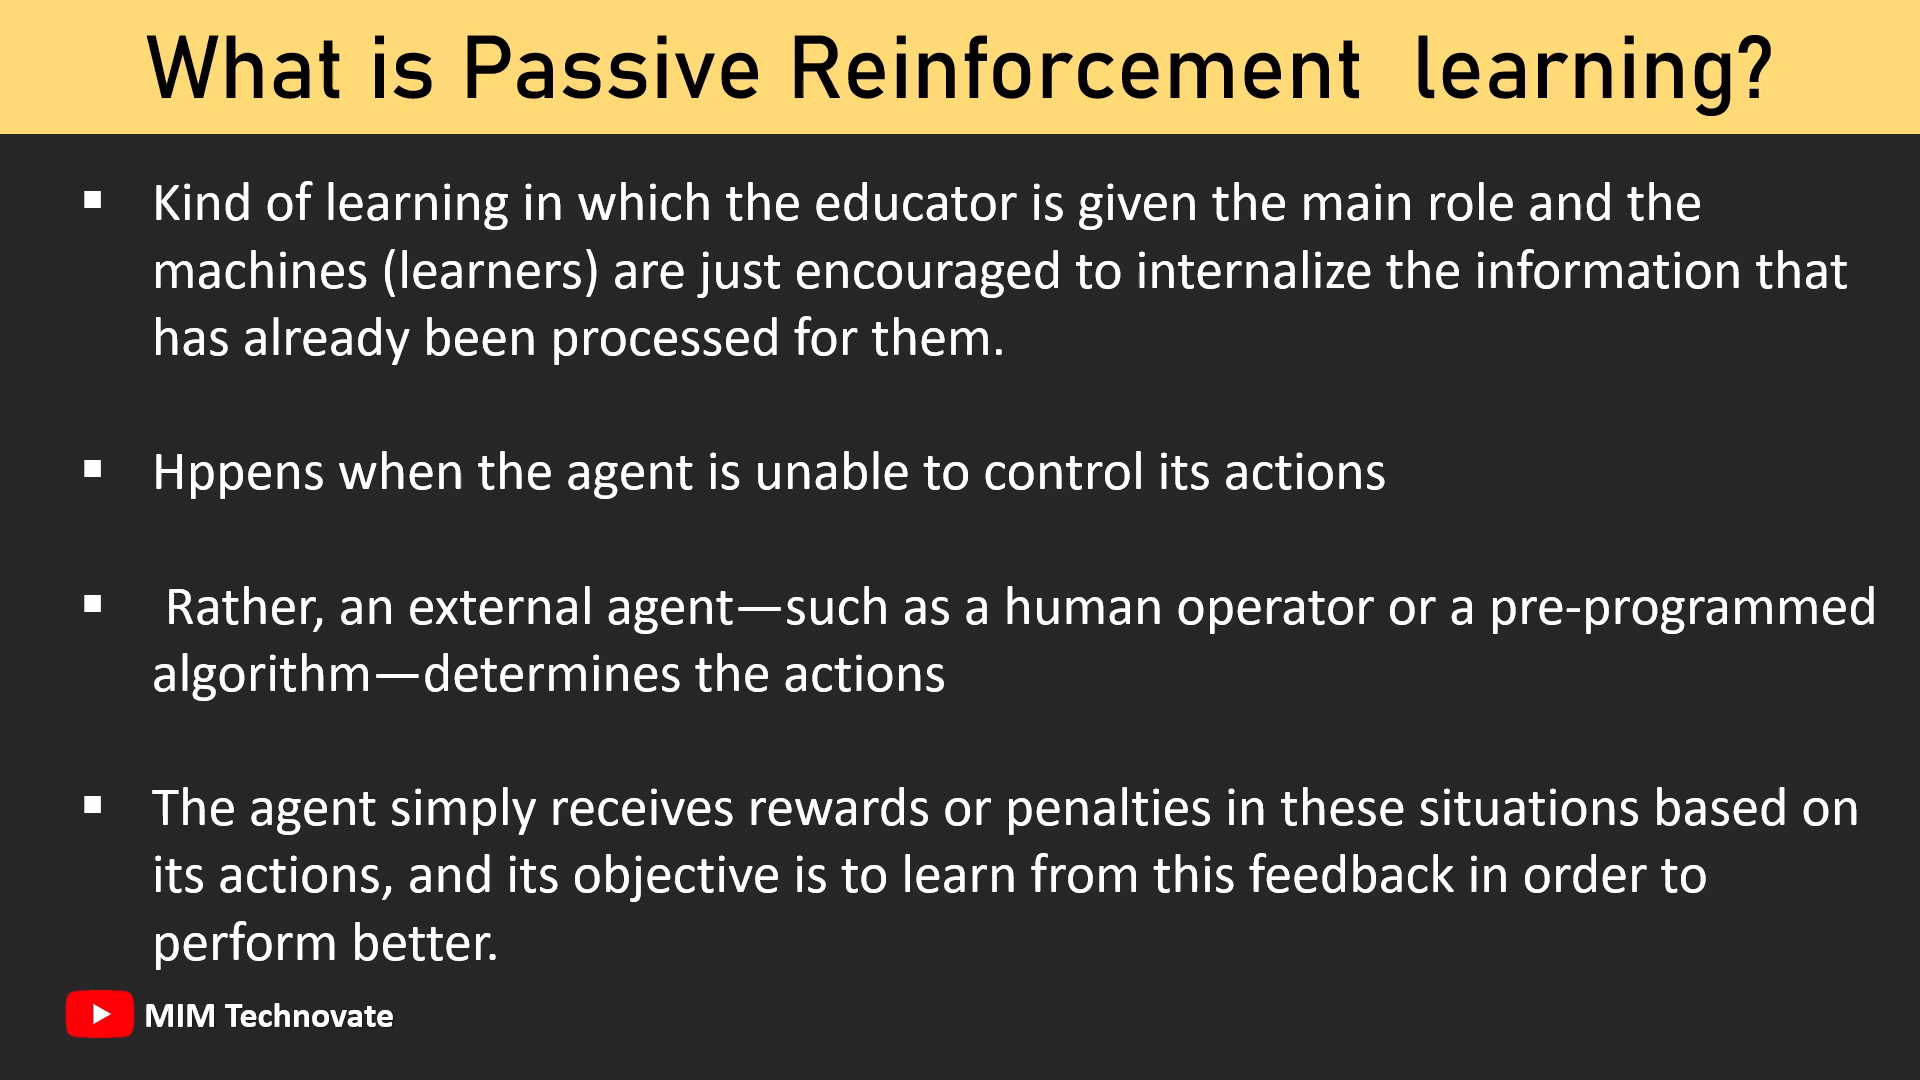 What is Passive Reinforcement  learning?
▪ Kind of learning in which the educator is given the main role and the
machines (learners) are just encouraged to internalize the information that
has already been processed for them.
▪ Hppens when the agent is unable to control its actions
▪ Rather, an external agent—such as a human operator or a pre-programmed
algorithm—determines the actions
▪ The agent simply receives rewards or penalties in these situations based on
its actions, and its objective is to learn from this feedback in order to
perform better.
MIM Technovate